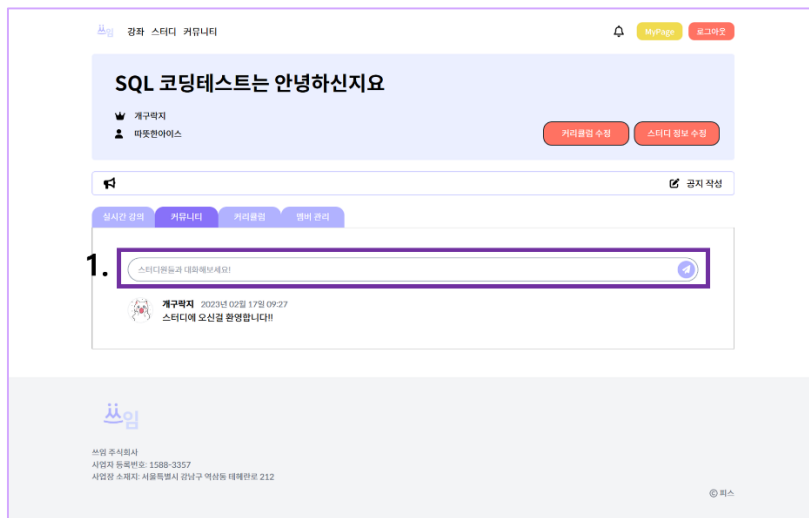 쓰임 강좌 스터디 커뮤니티 MyPage 로그아웃
SQL 코딩테스트는 안녕하신지요
개구락지
따뜻한아이스 커리큘럼 수정 스터디 정보 수정
공지 작성
실시간 강의 커뮤니티 커리큘럼 멤버 관리
1. 스터디원들과 대화해보세요!
개구락지 2023년 02월 17일 09:27
스터디에 오신걸 환영합니다!!
쓰임
쓰임 주식회사
사업자 등록번호: 1588-3357
사업장 소재지: 서울특별시 강남구 역삼동 테헤란로 212
© 피스